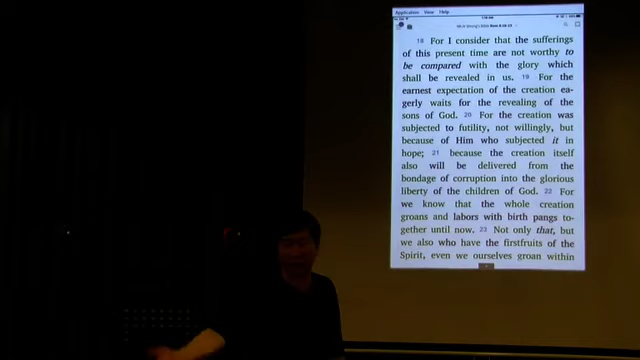 Application View Help
18 For I consider that the sufferings
of this present time are not worthy to
be compared with the glory which
shall be revealed in us. 19 For the
earnest expectation of the creation ea-
gerly waits for the revealing of the
sons of God. 20 For the creation was
subjected to futility, not willingly, but
because of Him who subjected it in
hope; 21 because the creation itself
also will be delivered from the
bondage of corruption into the glorious
liberty of the children of God. 22 For
we know that the whole creation
groans and labors with birth pangs to-
gether until now. 23 Not only that, but
we also who have the firstfruits of the
Spirit, even we ourselves groan within